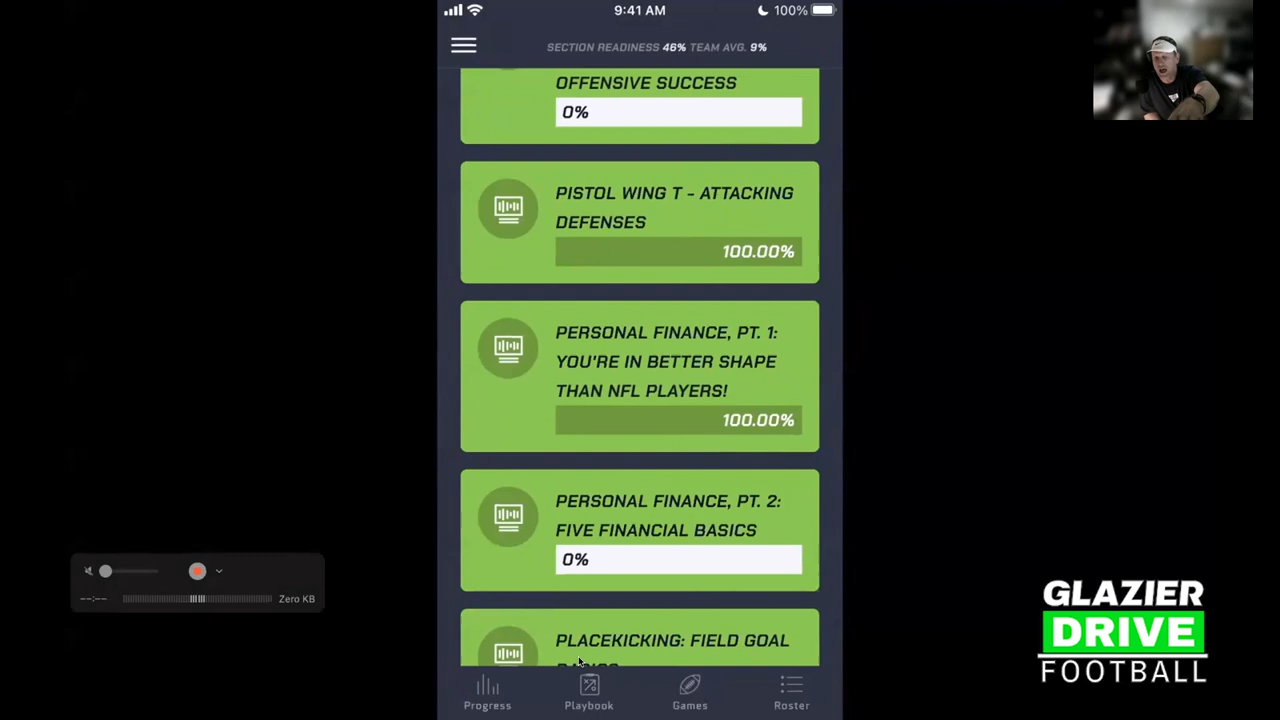 9:41 AM
100%
SECTION READINESS 46% TEAM AVG. 9%
OFFENSIVE SUCCESS
0%
PISTOL WING T - ATTACKING
DEFENSES
100.00%
PERSONAL FINANCE, PT. 1:
YOU'RE IN BETTER SHAPE
THAN NFL PLAYERS!
100.00%
PERSONAL FINANCE, PT. 2:
FIVE FINANCIAL BASICS
0%
PLACEKICKING: FIELD GOAL
BASICS
Progress
Playbook
Games
Roster
--:--
Zero KB
GLAZIER
DRIVE
FOOTBALL